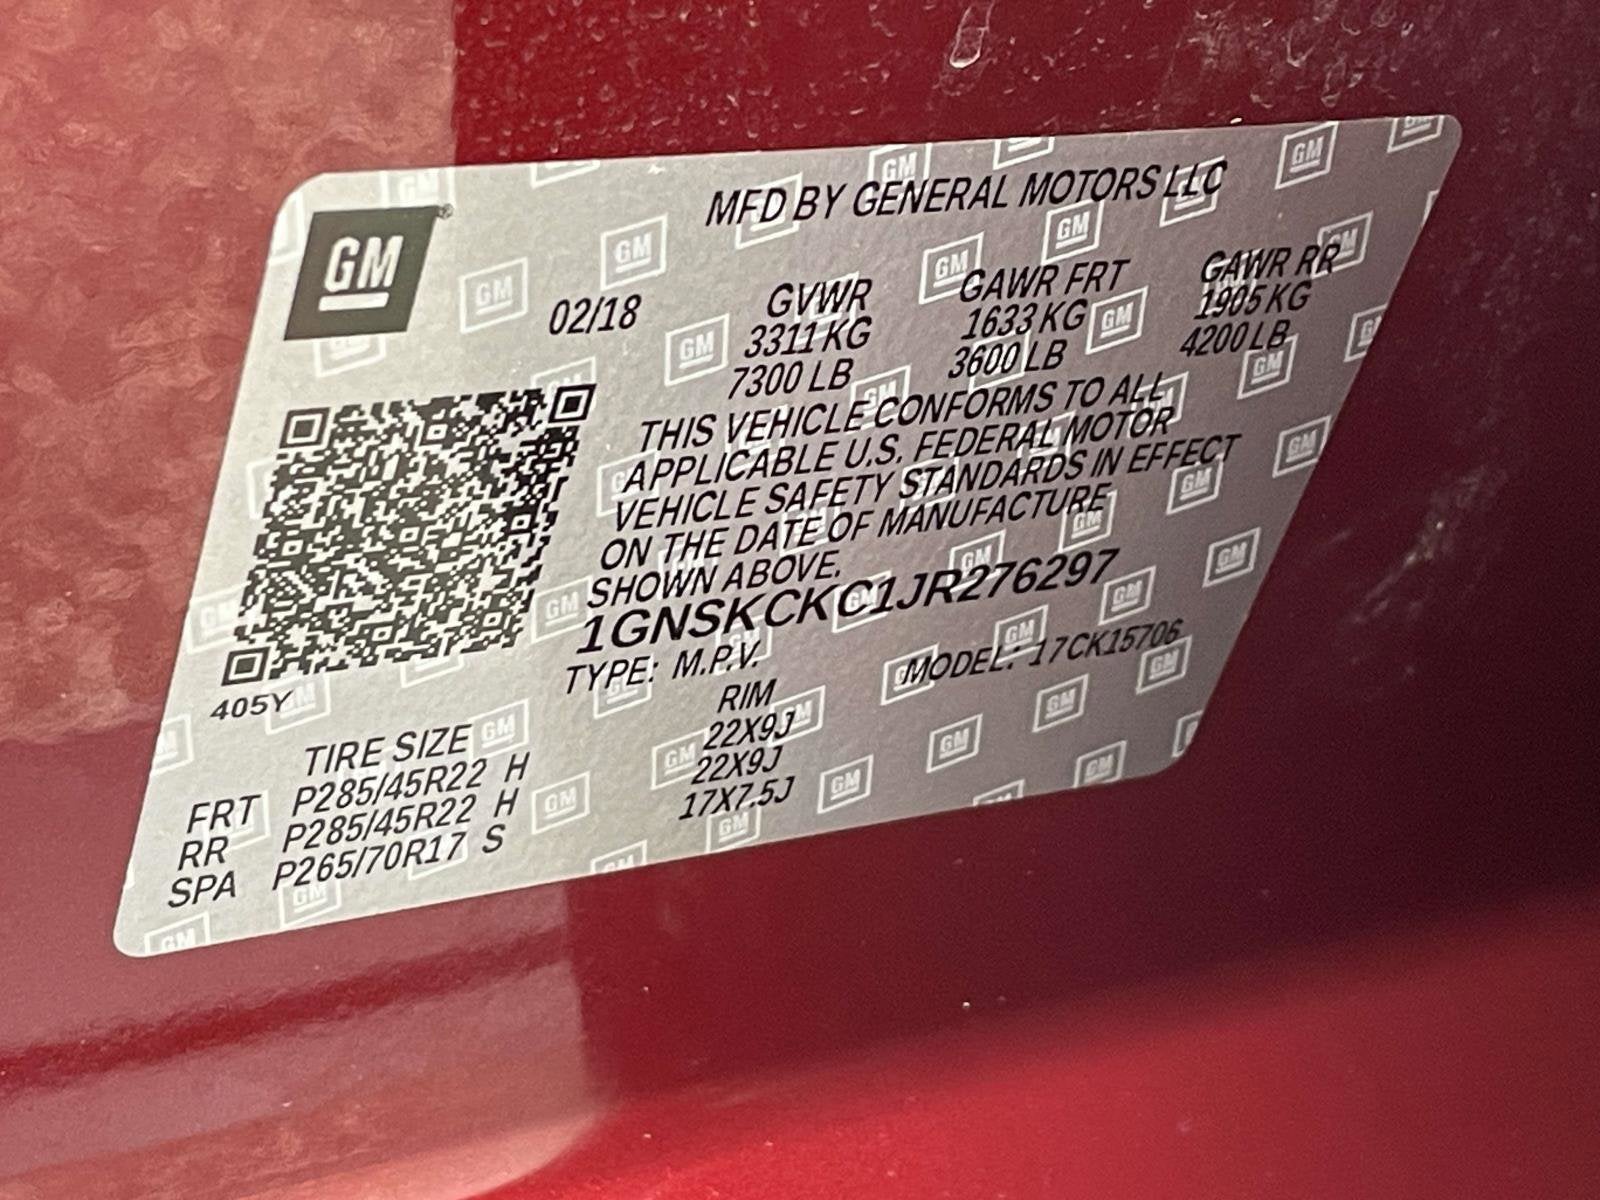 MFD BY GENERAL MOTORS LLC
GM
02/18 GVWR GAWR FRT GAWR RR
3311 KG 1633 KG 1905 KG
7300 LB 3600 LB 4200 LB
THIS VEHICLE CONFORMS TO ALL
APPLICABLE U.S. FEDERAL MOTOR
VEHICLE SAFETY STANDARDS IN EFFECT
ON THE DATE OF MANUFACTURE
SHOWN ABOVE.
1GNSKCKC1JR276297
TYPE: M.P.V. MODEL: 17CK15706
405Y
TIRE SIZE RIM
FRT P285/45R22 H 22X9J
RR P285/45R22 H 22X9J
SPA P265/70R17 S 17X7.5J